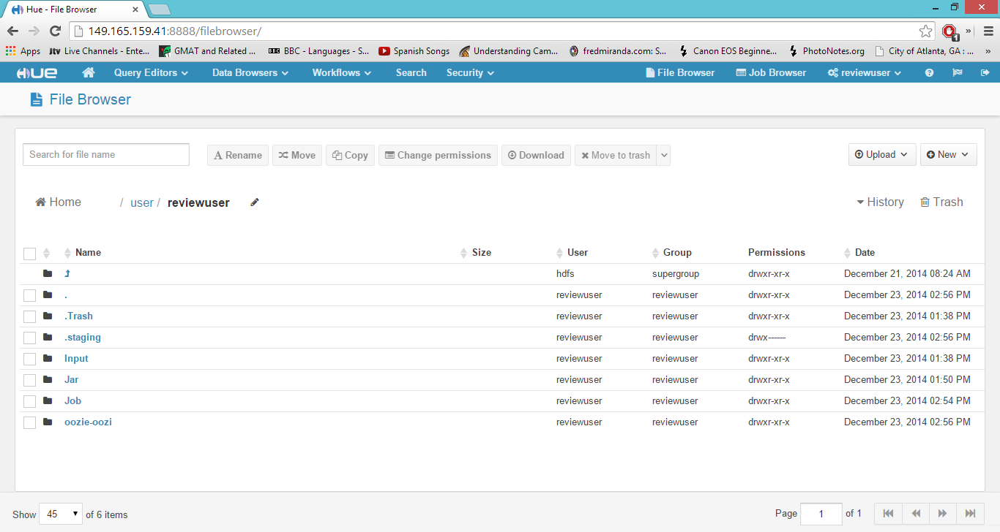 Hue - File Browser
149.165.159.41:8888/filebrowser/
1
Apps jtv Live Channels - Ente... GMAT and Related ... BBC BBC - Languages - S... Spanish Songs Understanding Cam... fredmiranda.com: S... Canon EOS Beginne... PhotoNotes.org City of Atlanta, GA : ... »
HUE Query Editors Data Browsers Workflows Search Security File Browser Job Browser reviewuser
File Browser
Search for file name Rename Move Copy Change permissions Download Move to trash Upload New
Home / user / reviewuser History Trash
Name Size User Group Permissions Date
hdfs supergroup drwxr-xr-x December 21, 2014 08:24 AM
. reviewuser reviewuser drwxr-xr-x December 23, 2014 02:56 PM
.Trash reviewuser reviewuser drwxr-xr-x December 23, 2014 01:38 PM
.staging reviewuser reviewuser drwx------ December 23, 2014 02:56 PM
Input reviewuser reviewuser drwxr-xr-x December 23, 2014 01:38 PM
Jar reviewuser reviewuser drwxr-xr-x December 23, 2014 01:50 PM
Job reviewuser reviewuser drwxr-xr-x December 23, 2014 02:54 PM
oozie-oozi reviewuser reviewuser drwxr-xr-x December 23, 2014 02:56 PM
Show 45 of 6 items Page 1 of 1